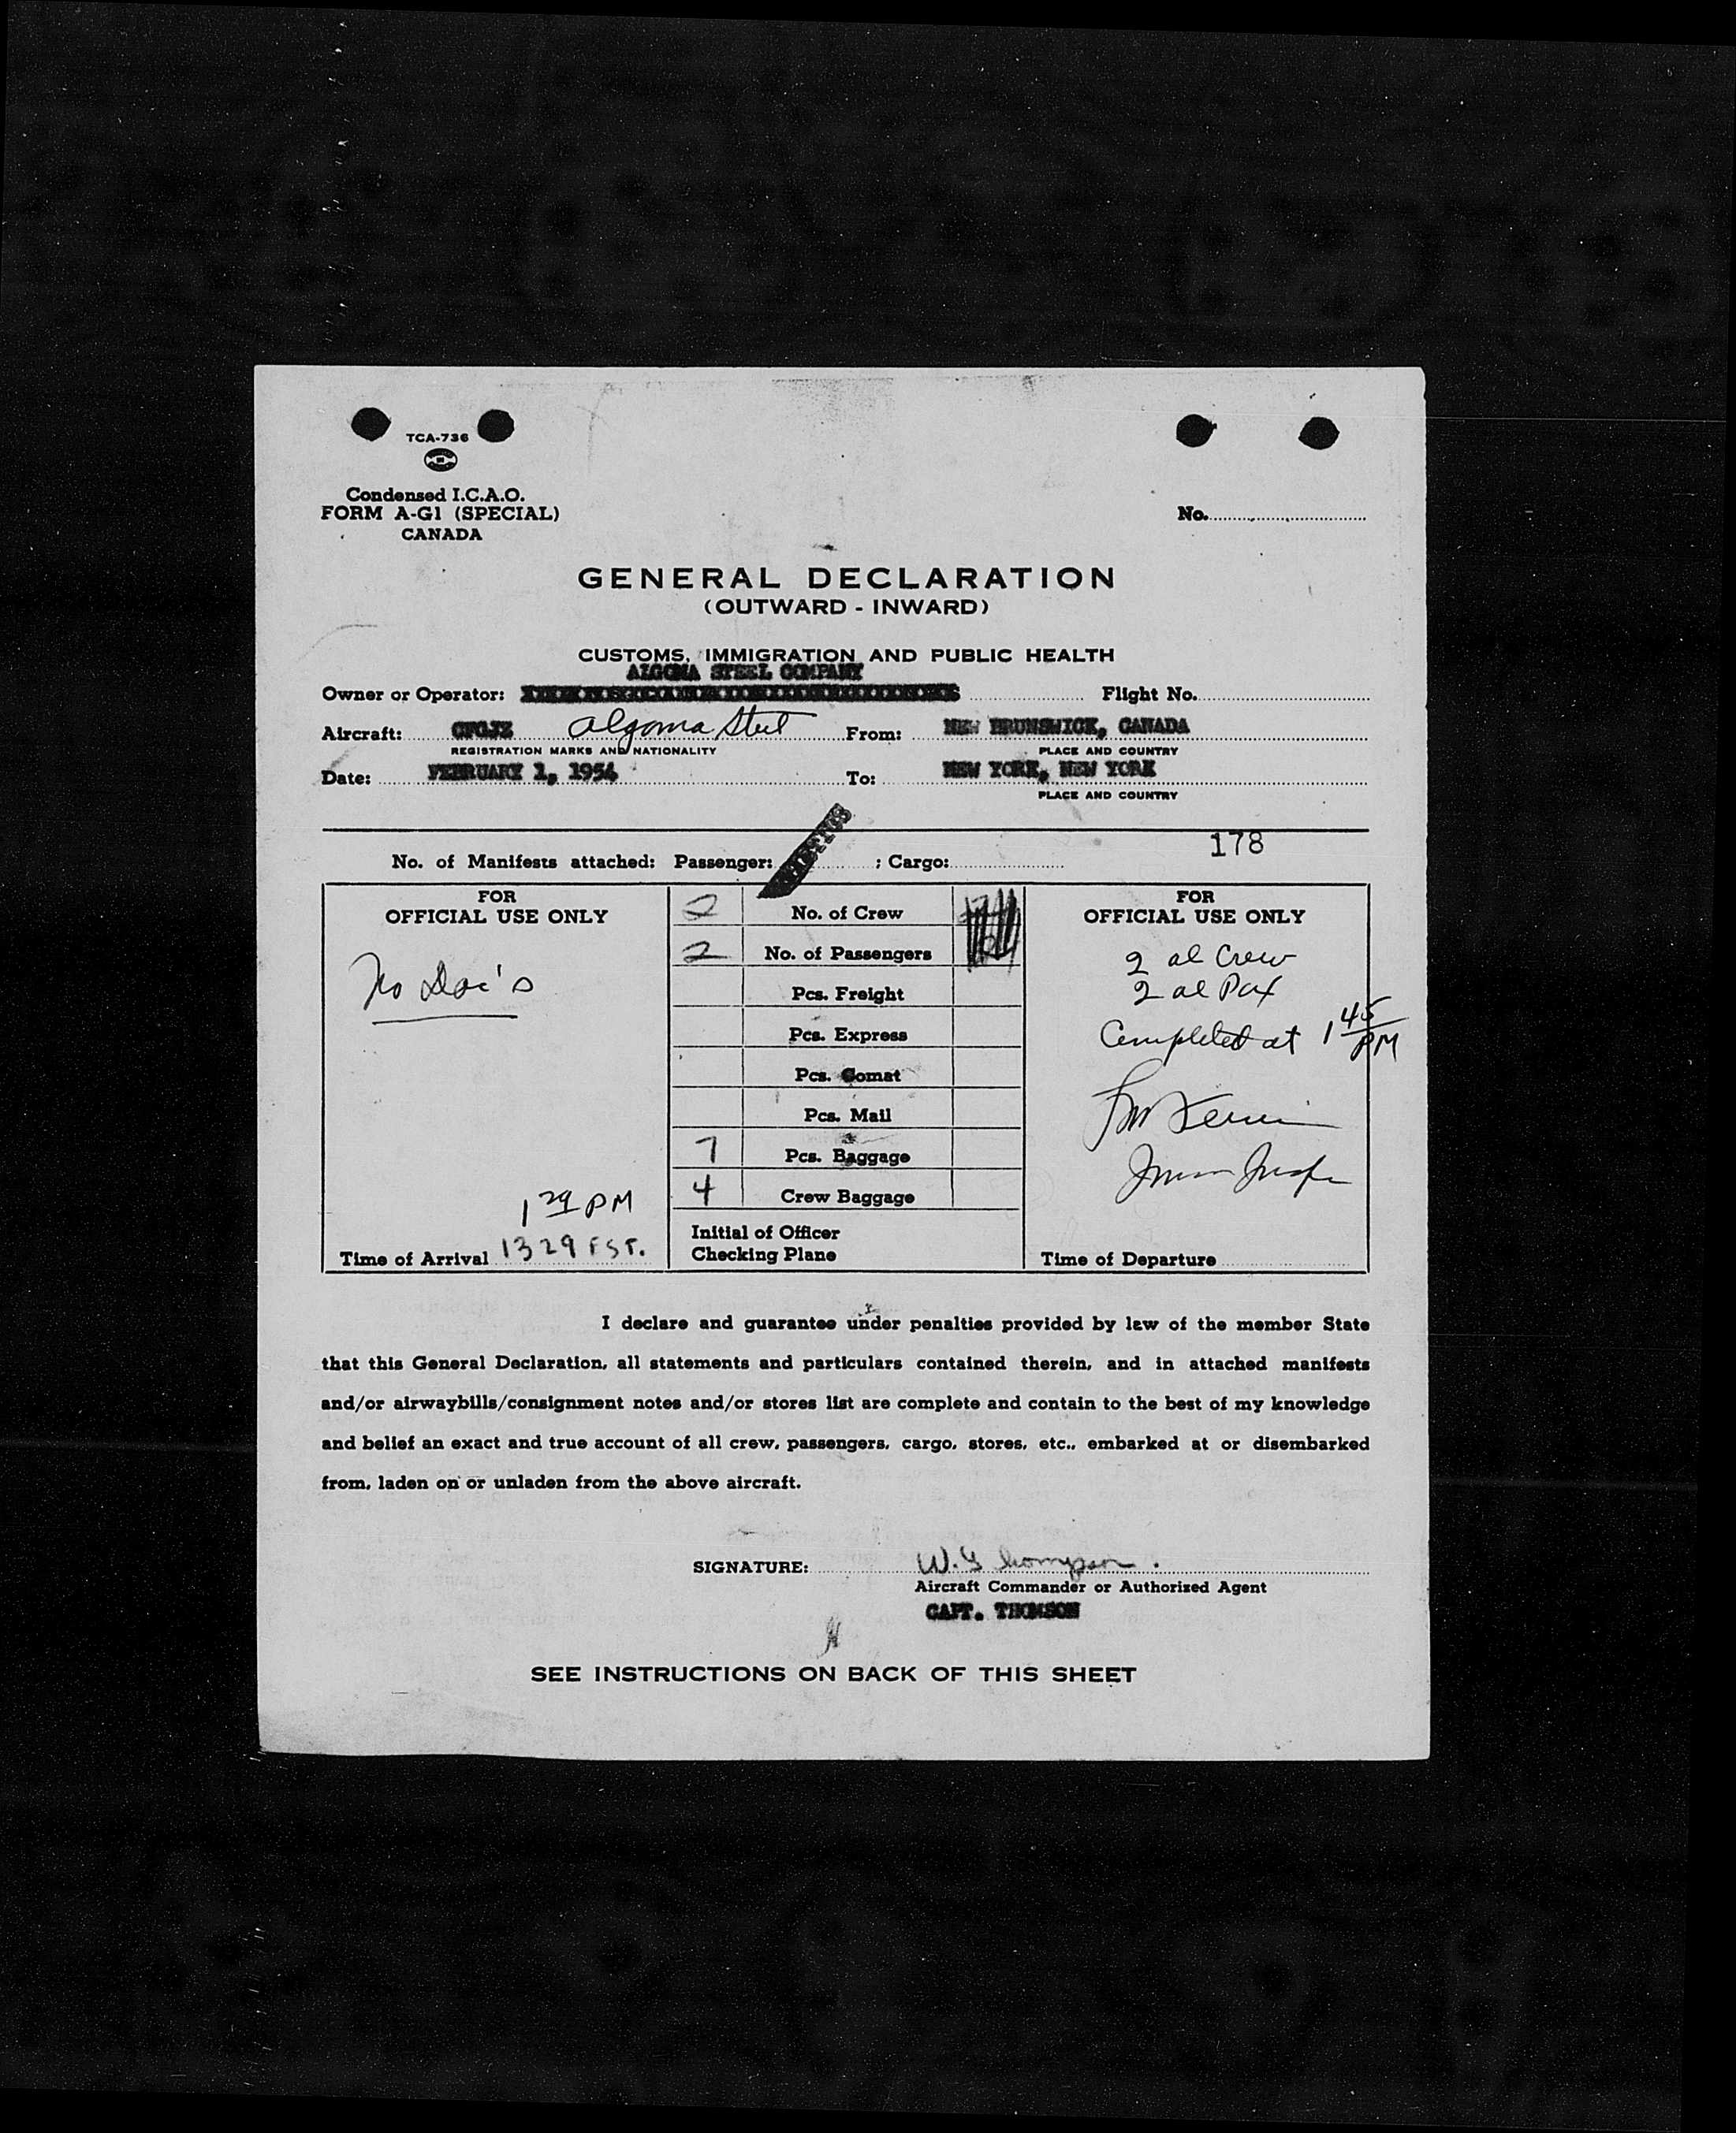 TCA-736
Condensed I.C.A.O.
FORM A-G1 (SPECIAL)
CANADA
No.
GENERAL DECLARATION
(OUTWARD - INWARD)
CUSTOMS, IMMIGRATION AND PUBLIC HEALTH
ALGOMA STEEL COMPANY
Owner or Operator: Flight No.
Aircraft: CFQJZ Algoma Steel From: NEW BRUNSWICK, CANADA
REGISTRATION MARKS AND NATIONALITY PLACE AND COUNTRY
Date: FEBRUARY 1, 1954 To: NEW YORK, NEW YORK
PLACE AND COUNTRY
178
No. of Manifests attached: Passenger: ; Cargo:
FOR
OFFICIAL USE ONLY
No Doc's
1 29 PM
Time of Arrival 1329 EST.
2 No. of Crew
2 No. of Passengers
Pcs. Freight
Pcs. Express
Pcs. Comat
Pcs. Mail
7 Pcs. Baggage
4 Crew Baggage
Initial of Officer
Checking Plane
FOR
OFFICIAL USE ONLY
2 al Crew
2 al Pax
Completed at 1 45 PM
Time of Departure
I declare and guarantee under penalties provided by law of the member State
that this General Declaration, all statements and particulars contained therein, and in attached manifests
and/or airwaybills/consignment notes and/or stores list are complete and contain to the best of my knowledge
and belief an exact and true account of all crew, passengers, cargo, stores, etc., embarked at or disembarked
from, laden on or unladen from the above aircraft.
SIGNATURE: W. G Thompson.
Aircraft Commander or Authorized Agent
CAPT. THOMSON
SEE INSTRUCTIONS ON BACK OF THIS SHEET